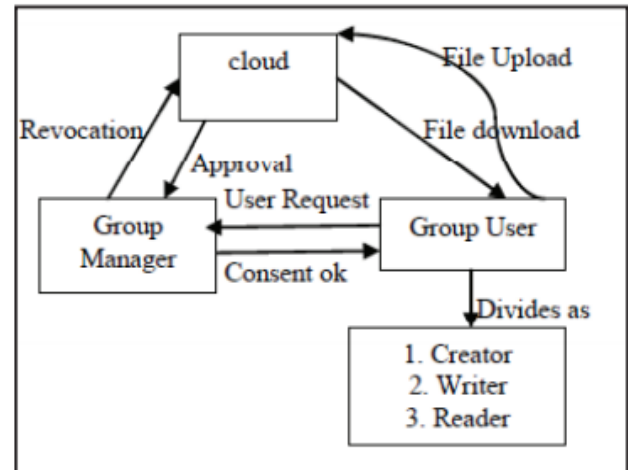 cloud
File Upload
Revocation
File download
Approval
User Request
Group
Manager
Group User
Consent ok
Divides as
1. Creator
2. Writer
3. Reader